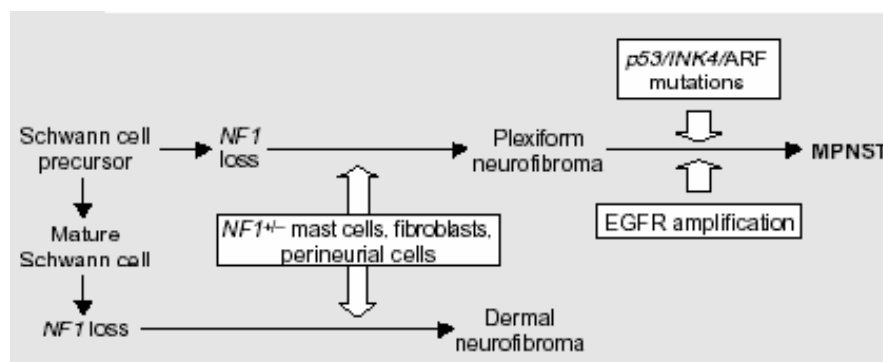 p53/INK4/ARF
mutations
Schwann cell
precursor
NF1
loss
Plexiform
neurofibroma
MPNST
Mature
Schwann cell
NF1+/– mast cells, fibroblasts,
perineurial cells
EGFR amplification
NF1 loss
Dermal
neurofibroma